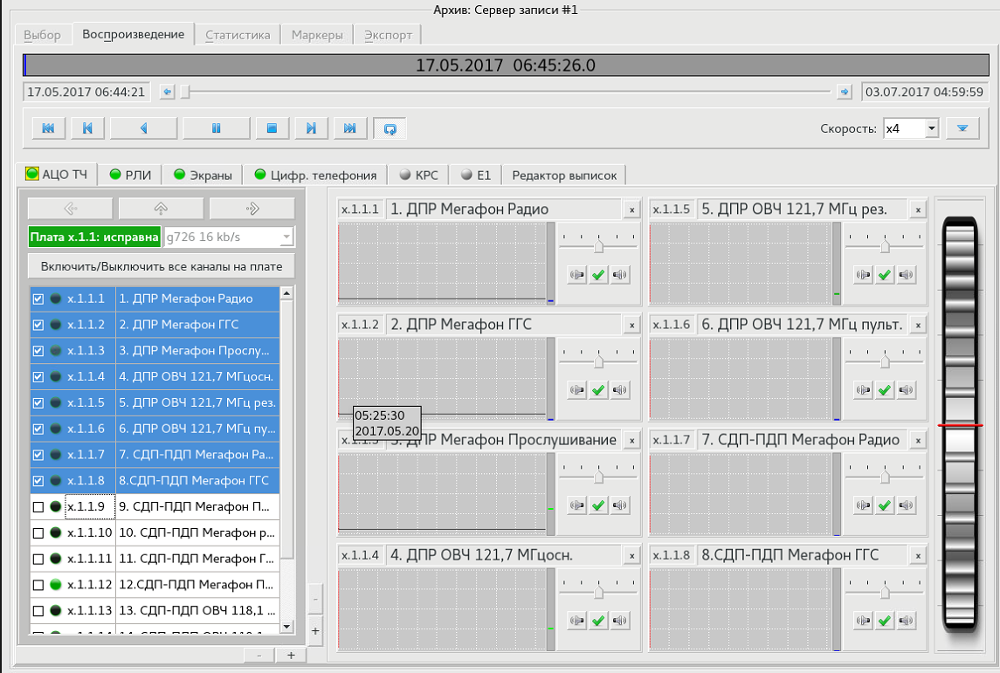 Архив: Сервер записи #1
Выбор
Воспроизведение
Статистика
Маркеры
Экспорт
17.05.2017 06:45:26.0
17.05.2017 06:44:21
03.07.2017 04:59:59
Скорость:
x4
АЦО ТЧ
РЛИ
Экраны
Цифр. телефония
КРС
E1
Редактор выписок
Плата x.1.1: исправна
g726 16 kb/s
Включить/Выключить все каналы на плате
x.1.1.1 1. ДПР Мегафон Радио
x.1.1.2 2. ДПР Мегафон ГГС
x.1.1.3 3. ДПР Мегафон Прослу...
x.1.1.4 4. ДПР ОВЧ 121,7 МГцосн.
x.1.1.5 5. ДПР ОВЧ 121,7 МГц рез.
x.1.1.6 6. ДПР ОВЧ 121,7 МГц пу...
x.1.1.7 7. СДП-ПДП Мегафон Ра...
x.1.1.8 8.СДП-ПДП Мегафон ГГС
x.1.1.9 9. СДП-ПДП Мегафон П...
x.1.1.10 10. СДП-ПДП Мегафон р...
x.1.1.11 11. СДП-ПДП Мегафон Г...
x.1.1.12 12.СДП-ПДП Мегафон П...
x.1.1.13 13. СДП-ПДП ОВЧ 118,1 ...
- +
-
+
x.1.1.1 1. ДПР Мегафон Радио x
x.1.1.2 2. ДПР Мегафон ГГС x
05:25:30
2017.05.20
3. ДПР Мегафон Прослушивание x
x.1.1.4 4. ДПР ОВЧ 121,7 МГцосн. x
x.1.1.5 5. ДПР ОВЧ 121,7 МГц рез. x
x.1.1.6 6. ДПР ОВЧ 121,7 МГц пульт. x
x.1.1.7 7. СДП-ПДП Мегафон Радио x
x.1.1.8 8.СДП-ПДП Мегафон ГГС x